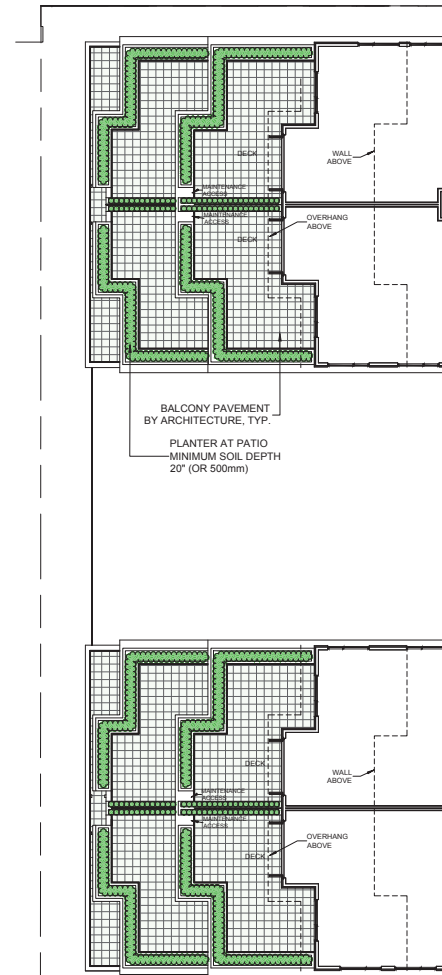 DECK
WALL
ABOVE
MAINTENANCE
ACCESS
MAINTENANCE
ACCESS
OVERHANG
ABOVE
DECK
BALCONY PAVEMENT
BY ARCHITECTURE, TYP.
PLANTER AT PATIO
MINIMUM SOIL DEPTH
20" (OR 500mm)
DECK
WALL
ABOVE
MAINTENANCE
ACCESS
MAINTENANCE
ACCESS
OVERHANG
ABOVE
DECK